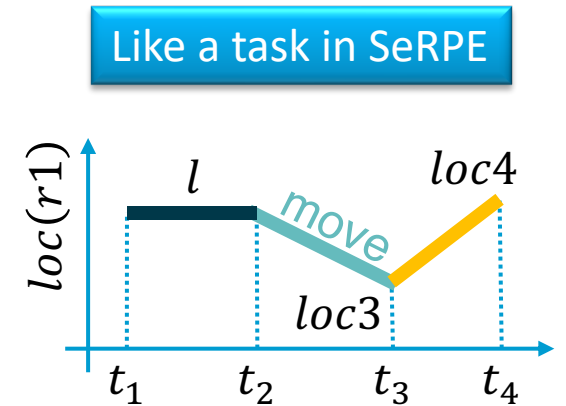 Like a task in SeRPE
loc(r1)
l
move
loc3
loc4
t₁ t₂ t₃ t₄